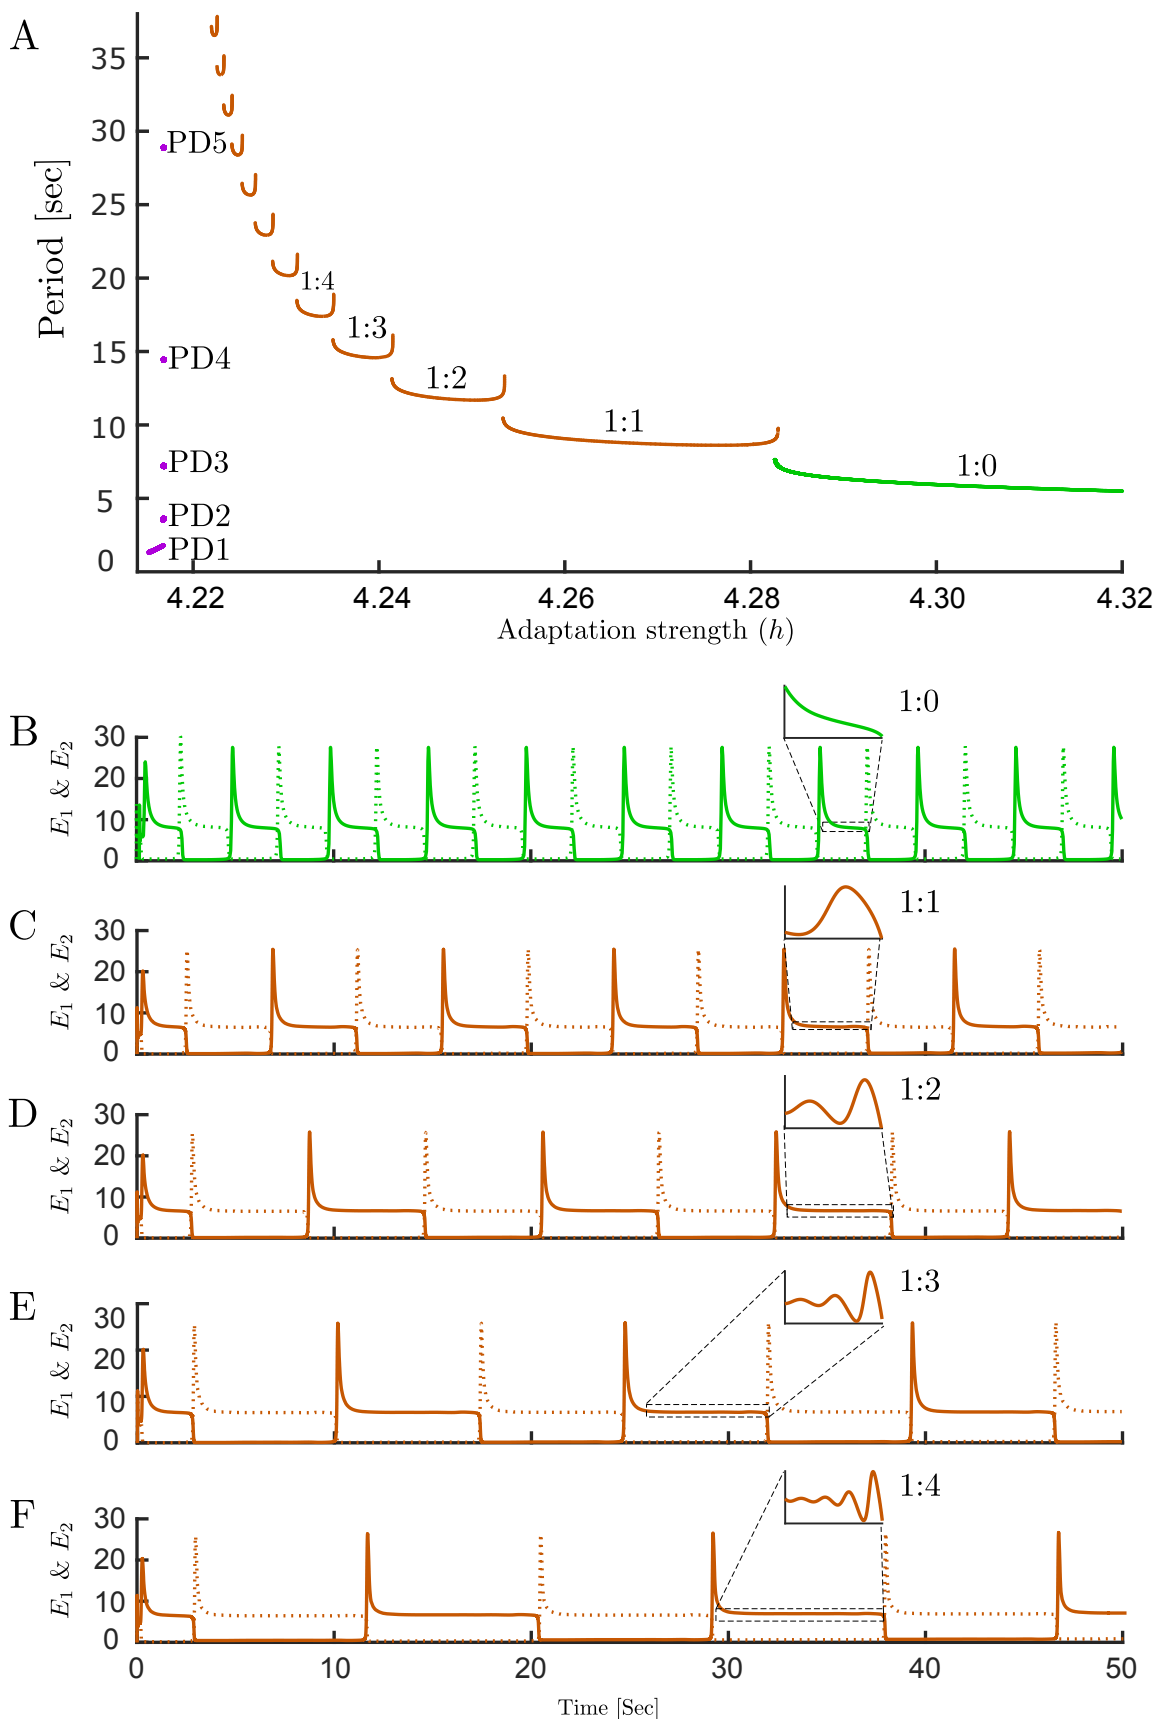 A
Period [sec]
35
30
25
20
15
10
5
0
PD5
PD4
PD3
PD2
PD1
1:4
1:3
1:2
1:1
1:0
4.22 4.24 4.26 4.28 4.30 4.32
Adaptation strength (h)
B
E1 & E2
30
20
10
0
1:0
C
E1 & E2
30
20
10
0
1:1
D
E1 & E2
30
20
10
0
1:2
E
E1 & E2
30
20
10
0
1:3
F
E1 & E2
30
20
10
0
1:4
0 10 20 30 40 50
Time [Sec]